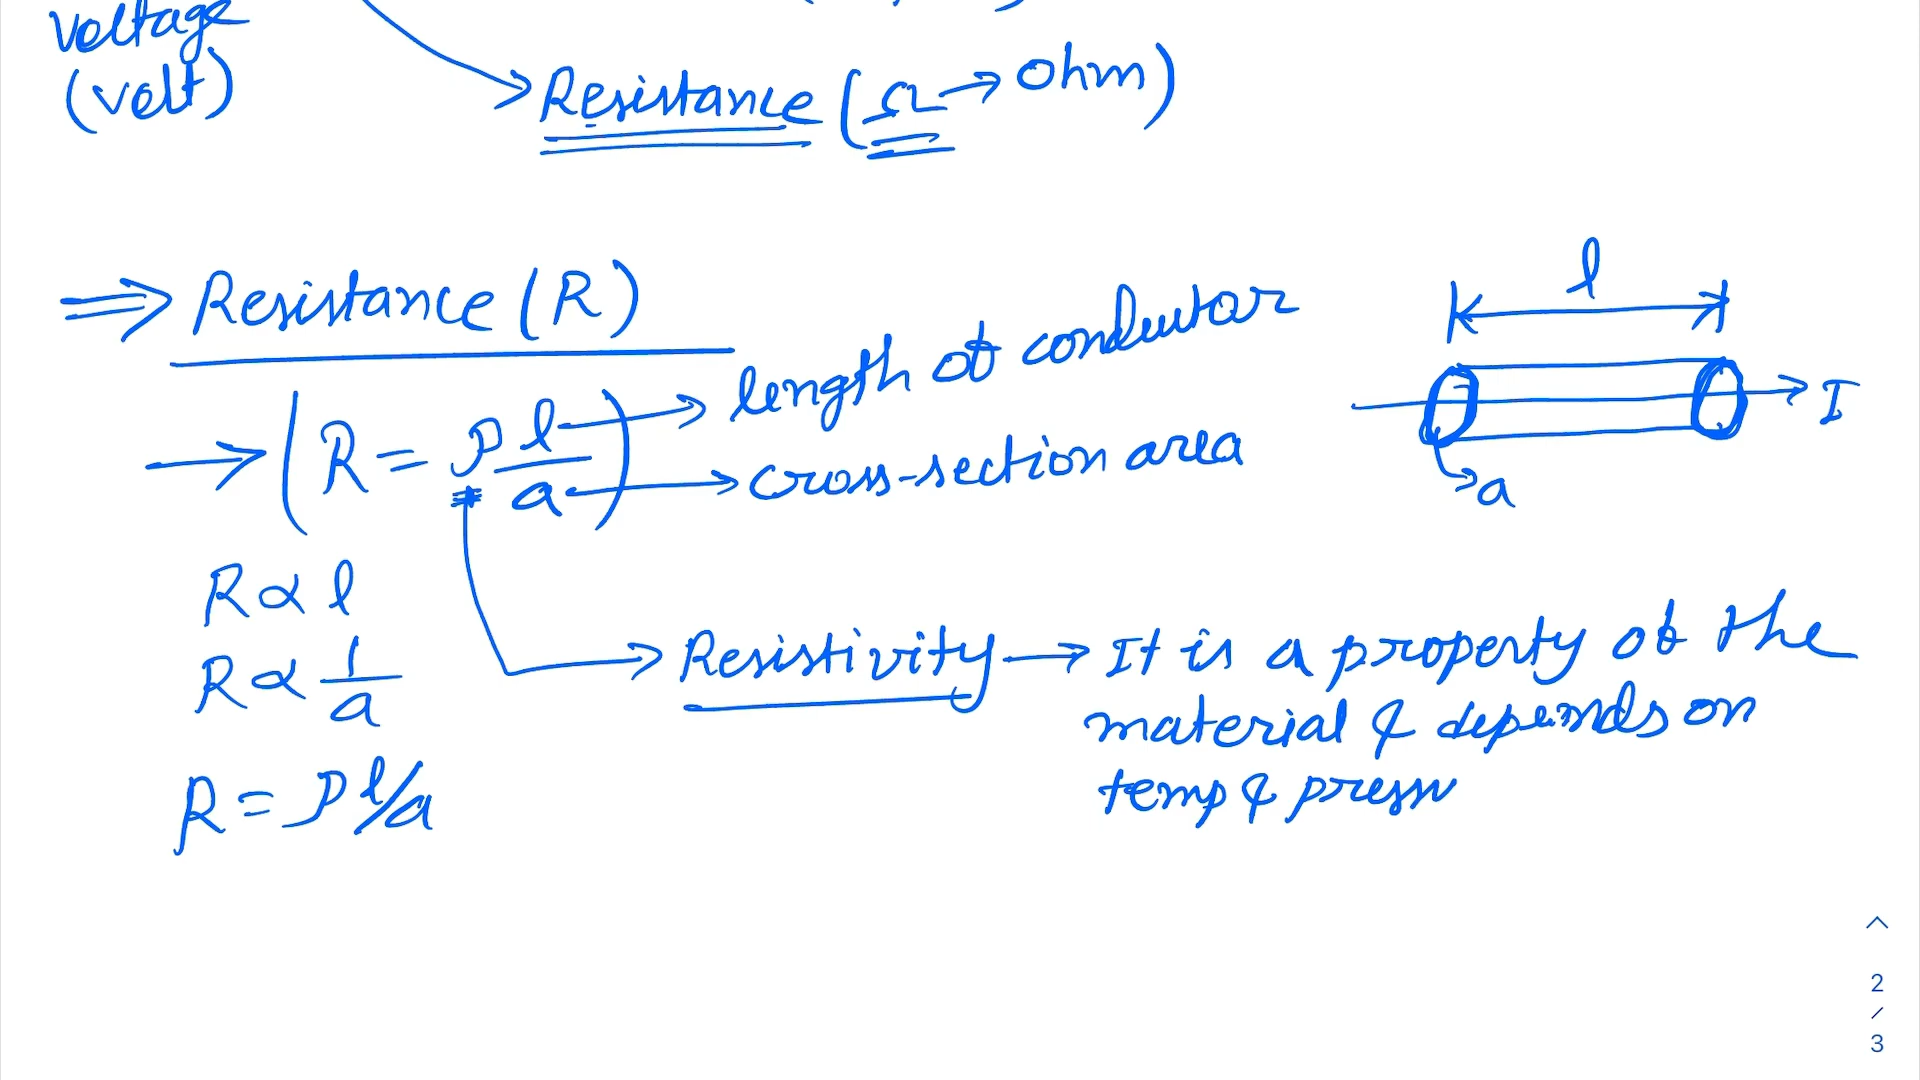 Voltage
(volt)
Resistance (Ω → Ohm)
⇒ Resistance (R)
→ (R = ρ l/a)
→ length of conductor
→ cross-section area
R ∝ l
R ∝ 1/a
R = ρ l/a
→ Resistivity → It is a property of the
material & depends on
temp & press
l
I
a
2
/
3